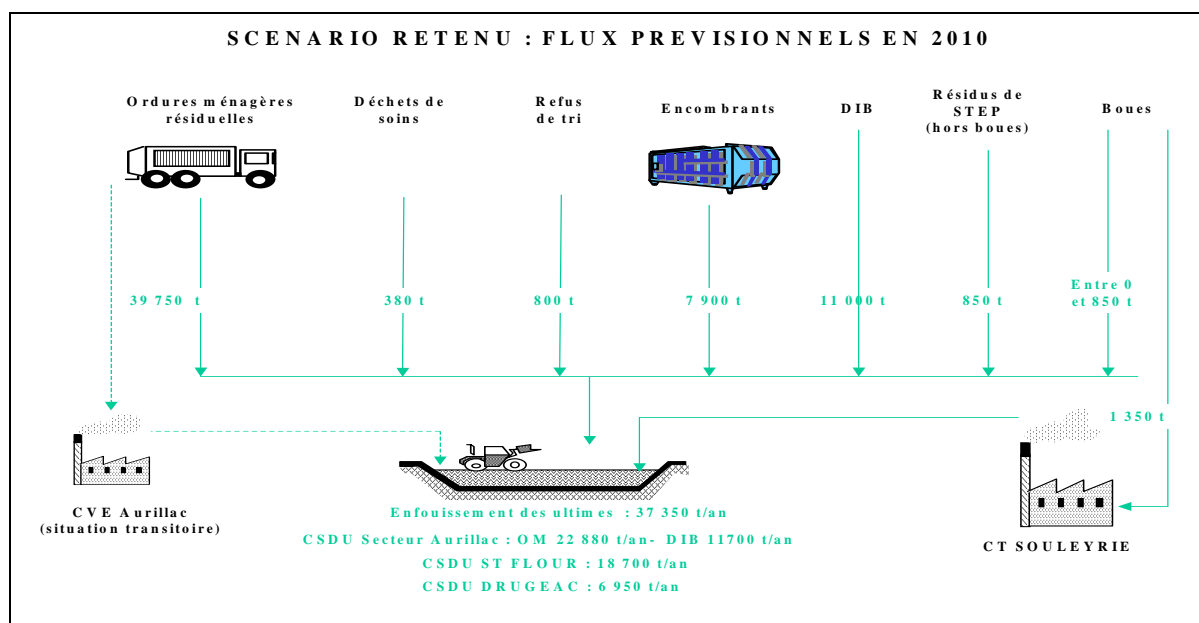 SCENARIO RETENU : FLUX PREVISIONNELS EN 2010
Ordures ménagères
résiduelles
Déchets de
soins
Refus
de tri
Encombrants
DIB
Résidus de
STEP
(hors boues)
Boues
39 750 t
380 t
800 t
7 900 t
11 000 t
850 t
Entre 0
et 850 t
1 350 t
CVE Aurillac
(situation transitoire)
Enfouissement des ultimes : 37 350 t/an
CSDU Secteur Aurillac : OM 22 880 t/an- DIB 11700 t/an
CSDU ST FLOUR : 18 700 t/an
CSDU DRUGEAC : 6 950 t/an
CT SOULEYRIE